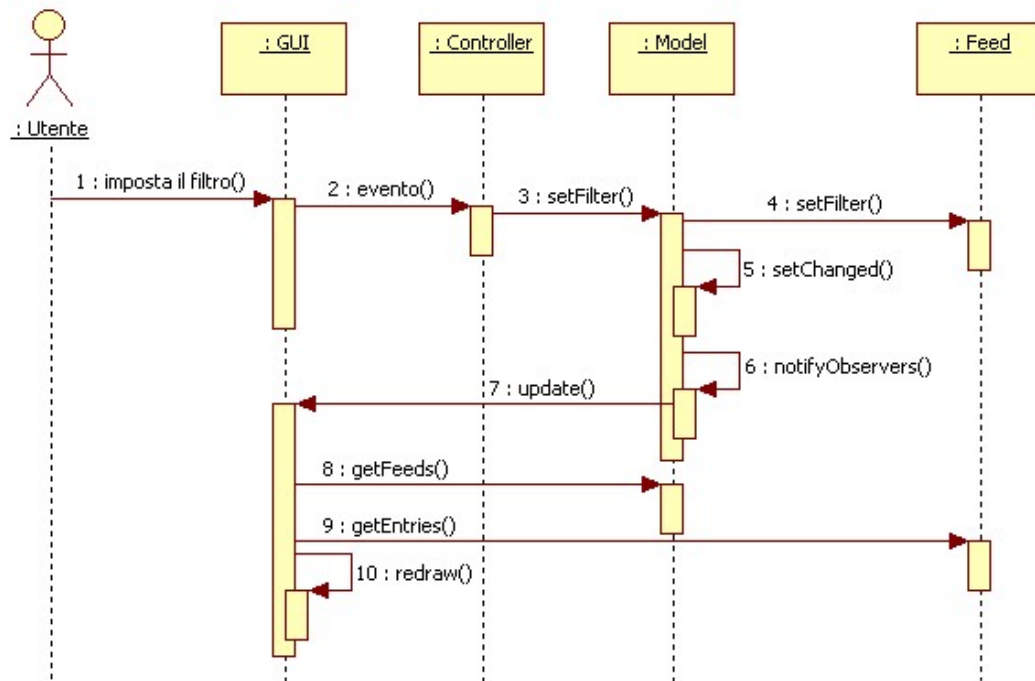 : GUI
: Controller
: Model
: Feed
: Utente
1 : imposta il filtro()
2 : evento()
3 : setFilter()
4 : setFilter()
5 : setChanged()
6 : notifyObservers()
7 : update()
8 : getFeeds()
9 : getEntries()
10 : redraw()